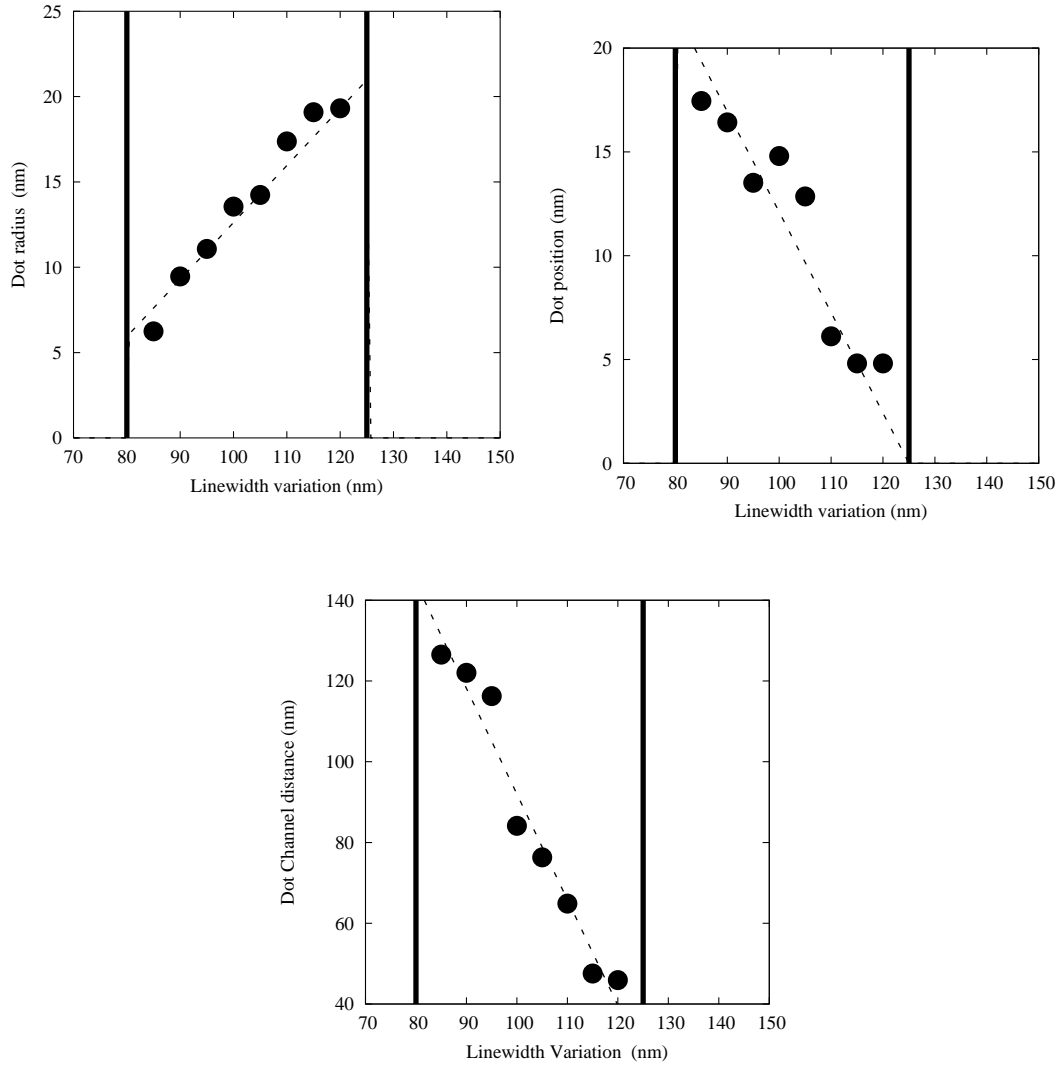 25
20
15
10
5
0
70 80 90 100 110 120 130 140 150
Dot radius (nm)
Linewidth variation (nm)
20
15
10
5
0
70 80 90 100 110 120 130 140 150
Dot position (nm)
Linewidth variation (nm)
140
120
100
80
60
40
70 80 90 100 110 120 130 140 150
Dot Channel distance (nm)
Linewidth Variation (nm)